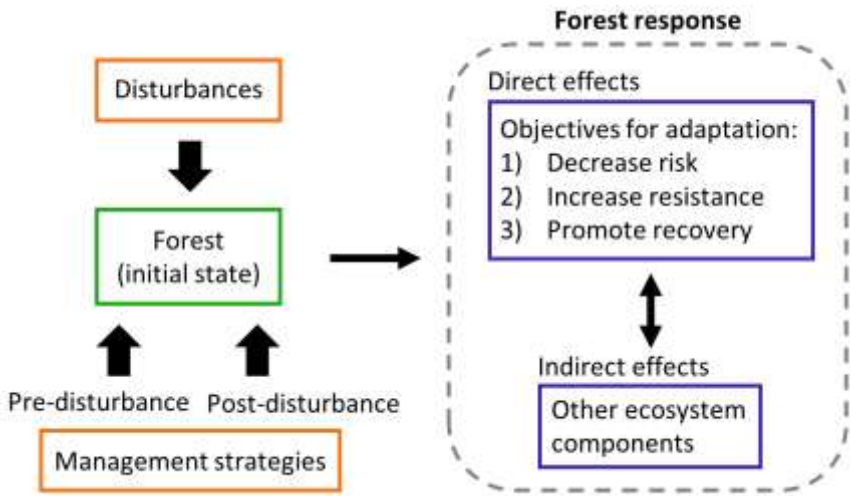 Forest response
Disturbances
Forest
(initial state)
Pre-disturbance
Post-disturbance
Management strategies
Direct effects
Objectives for adaptation:
1) Decrease risk
2) Increase resistance
3) Promote recovery
Indirect effects
Other ecosystem
components